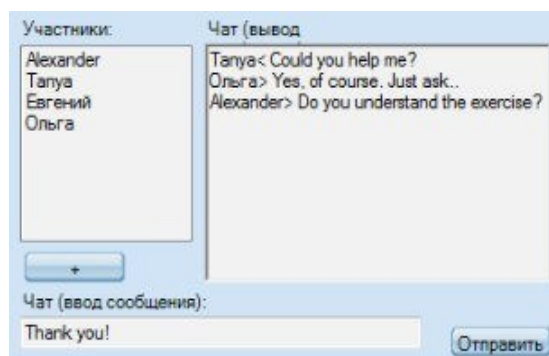 Участники:
Alexander
Tanya
Евгений
Ольга
+
Чат (вывод
Tanya< Could you help me?
Ольга> Yes, of course. Just ask..
Alexander> Do you understand the exercise?
Чат (ввод сообщения):
Thank you!
Отправить